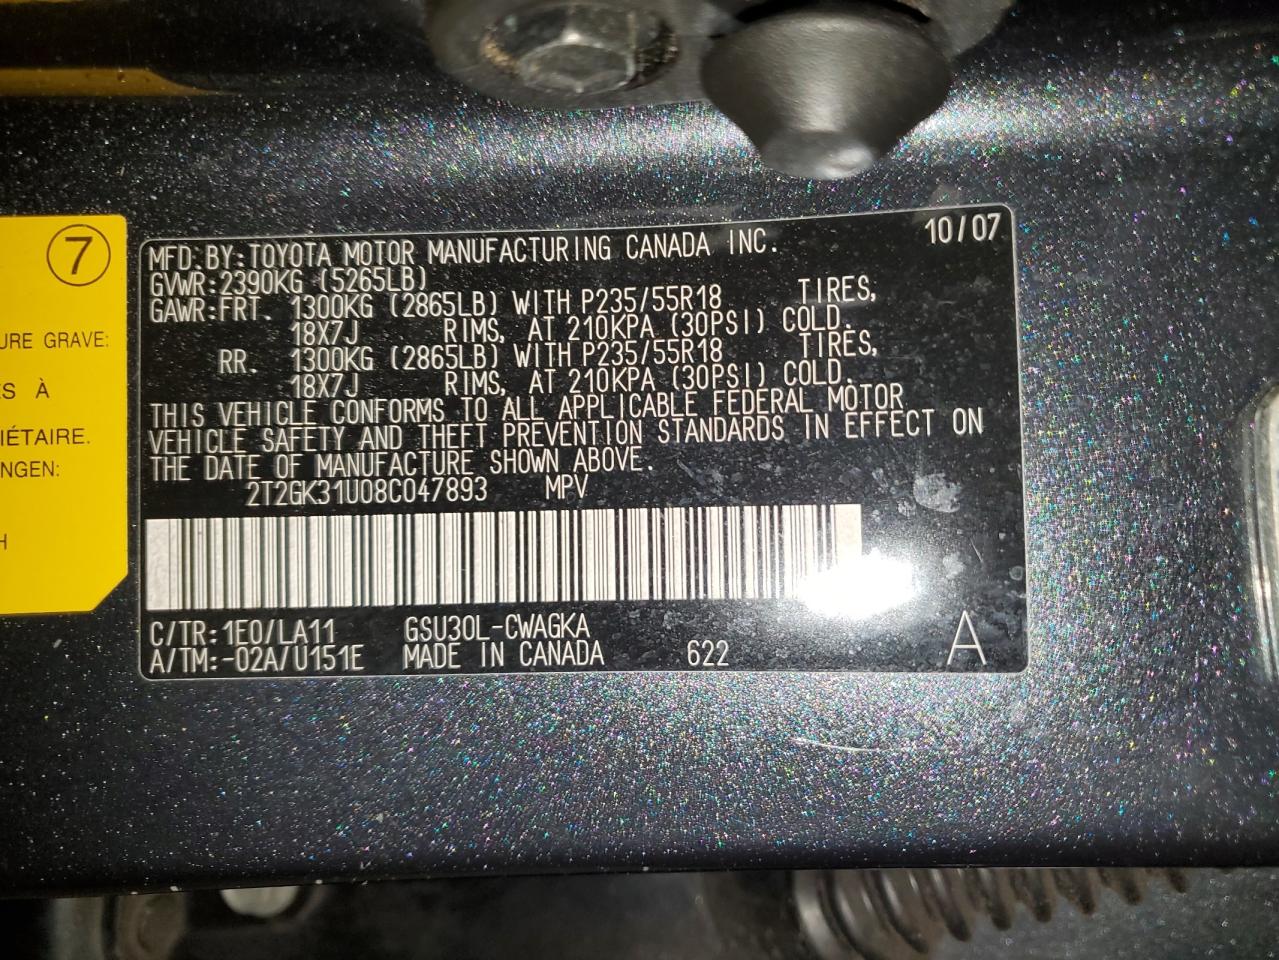 7
URE GRAVE:
ES À
IÉTAIRE.
NGEN:
H
10/07
MFD.BY:TOYOTA MOTOR MANUFACTURING CANADA INC.
GVWR:2390KG (5265LB)
GAWR:FRT. 1300KG (2865LB) WITH P235/55R18 TIRES,
18X7J RIMS, AT 210KPA (30PSI) COLD.
RR. 1300KG (2865LB) WITH P235/55R18 TIRES,
18X7J RIMS, AT 210KPA (30PSI) COLD.
THIS VEHICLE CONFORMS TO ALL APPLICABLE FEDERAL MOTOR
VEHICLE SAFETY AND THEFT PREVENTION STANDARDS IN EFFECT ON
THE DATE OF MANUFACTURE SHOWN ABOVE.
2T2GK31U08C047893 MPV
C/TR:1E0/LA11 GSU30L-CWAGKA
A/TM:-02A/U151E MADE IN CANADA 622 A